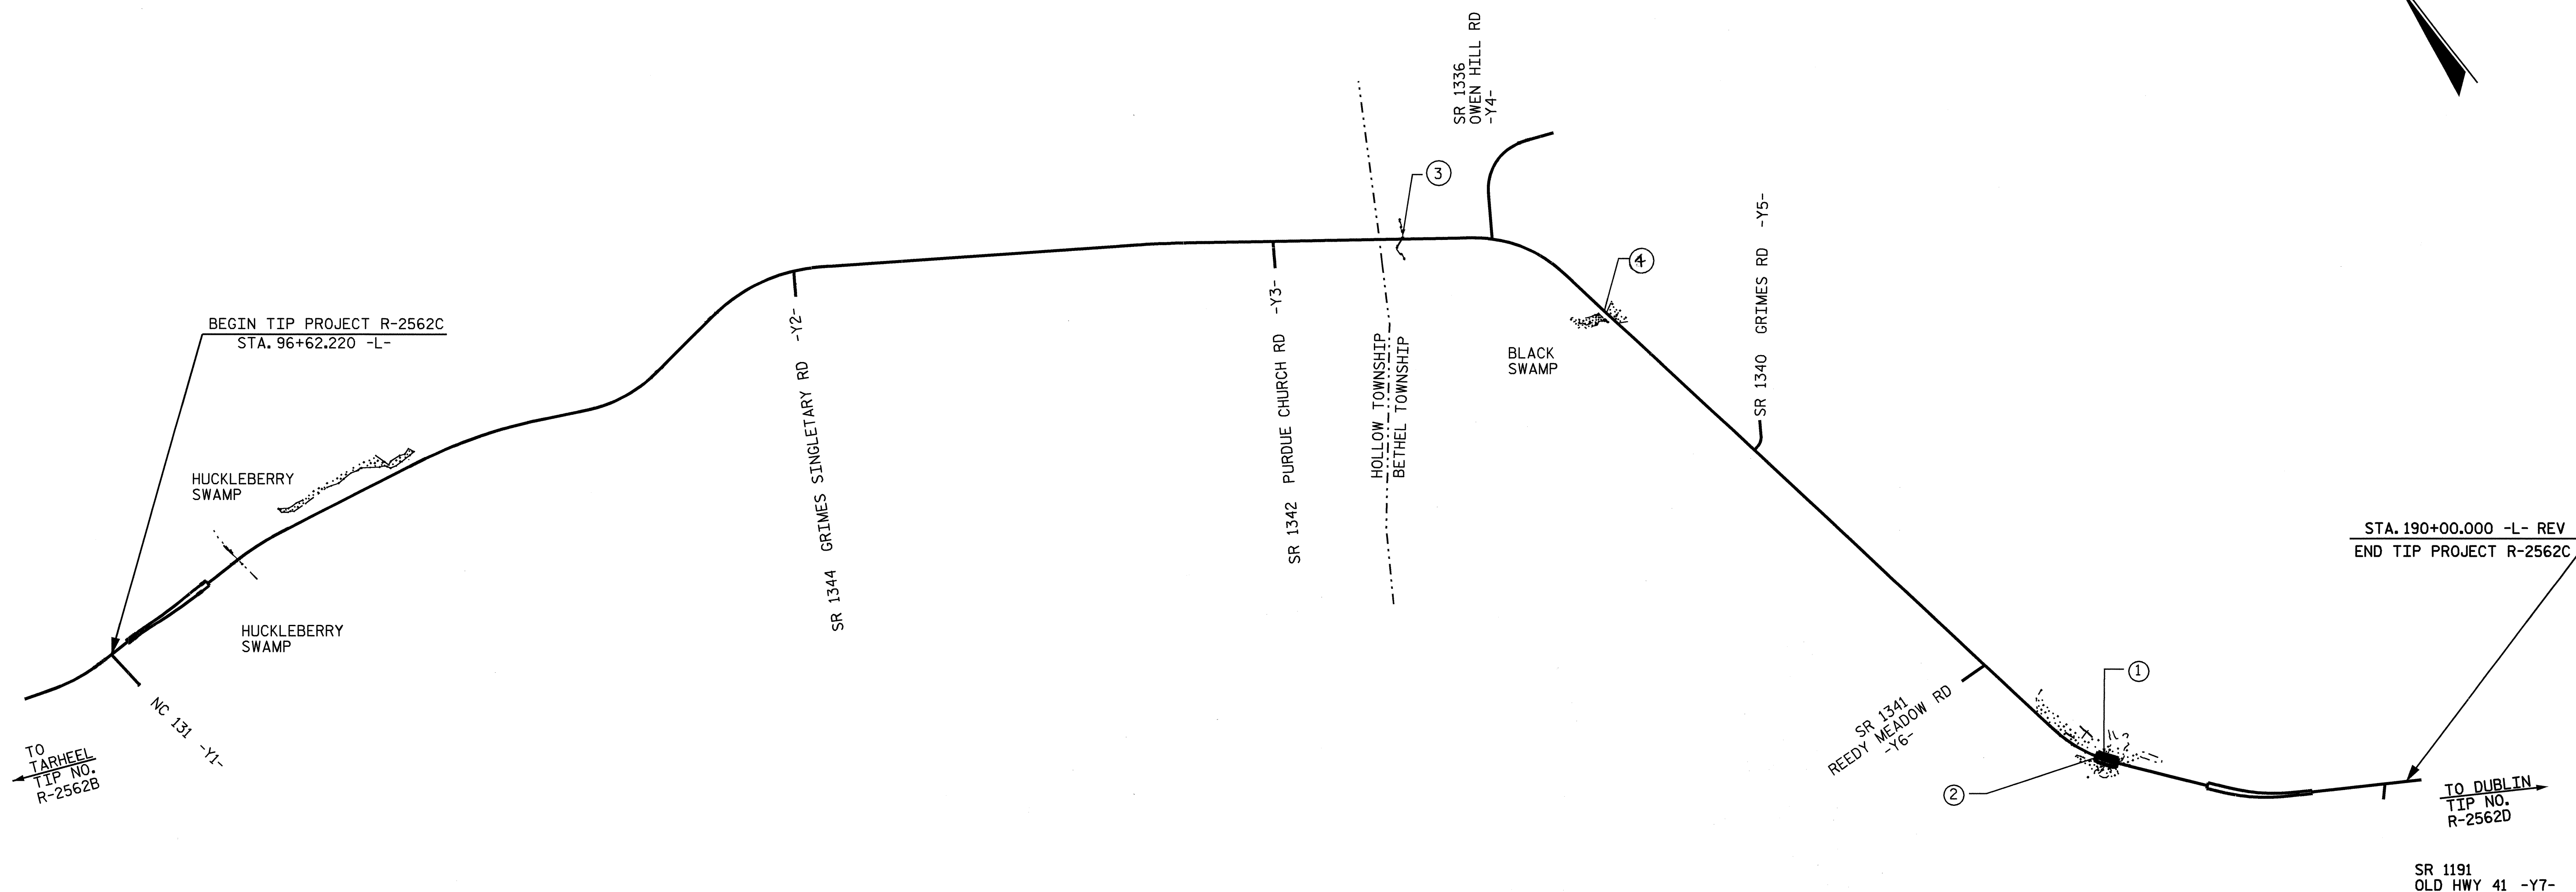 SR 1336
OWEN HILL RD
-Y4-
3
4
BEGIN TIP PROJECT R-2562C
STA. 96+62.220 -L-
HUCKLEBERRY
SWAMP
HUCKLEBERRY
SWAMP
NC 131 -Y1-
TO
TARHEEL
TIP NO.
R-2562B
SR 1344 GRIMES SINGLETARY RD -Y2-
SR 1342 PURDUE CHURCH RD -Y3-
HOLLOW TOWNSHIP
BETHEL TOWNSHIP
BLACK
SWAMP
SR 1340 GRIMES RD -Y5-
SR 1341
REEDY MEADOW RD
-Y6-
1
2
STA. 190+00.000 -L- REV
END TIP PROJECT R-2562C
TO DUBLIN
TIP NO.
R-2562D
SR 1191
OLD HWY 41 -Y7-